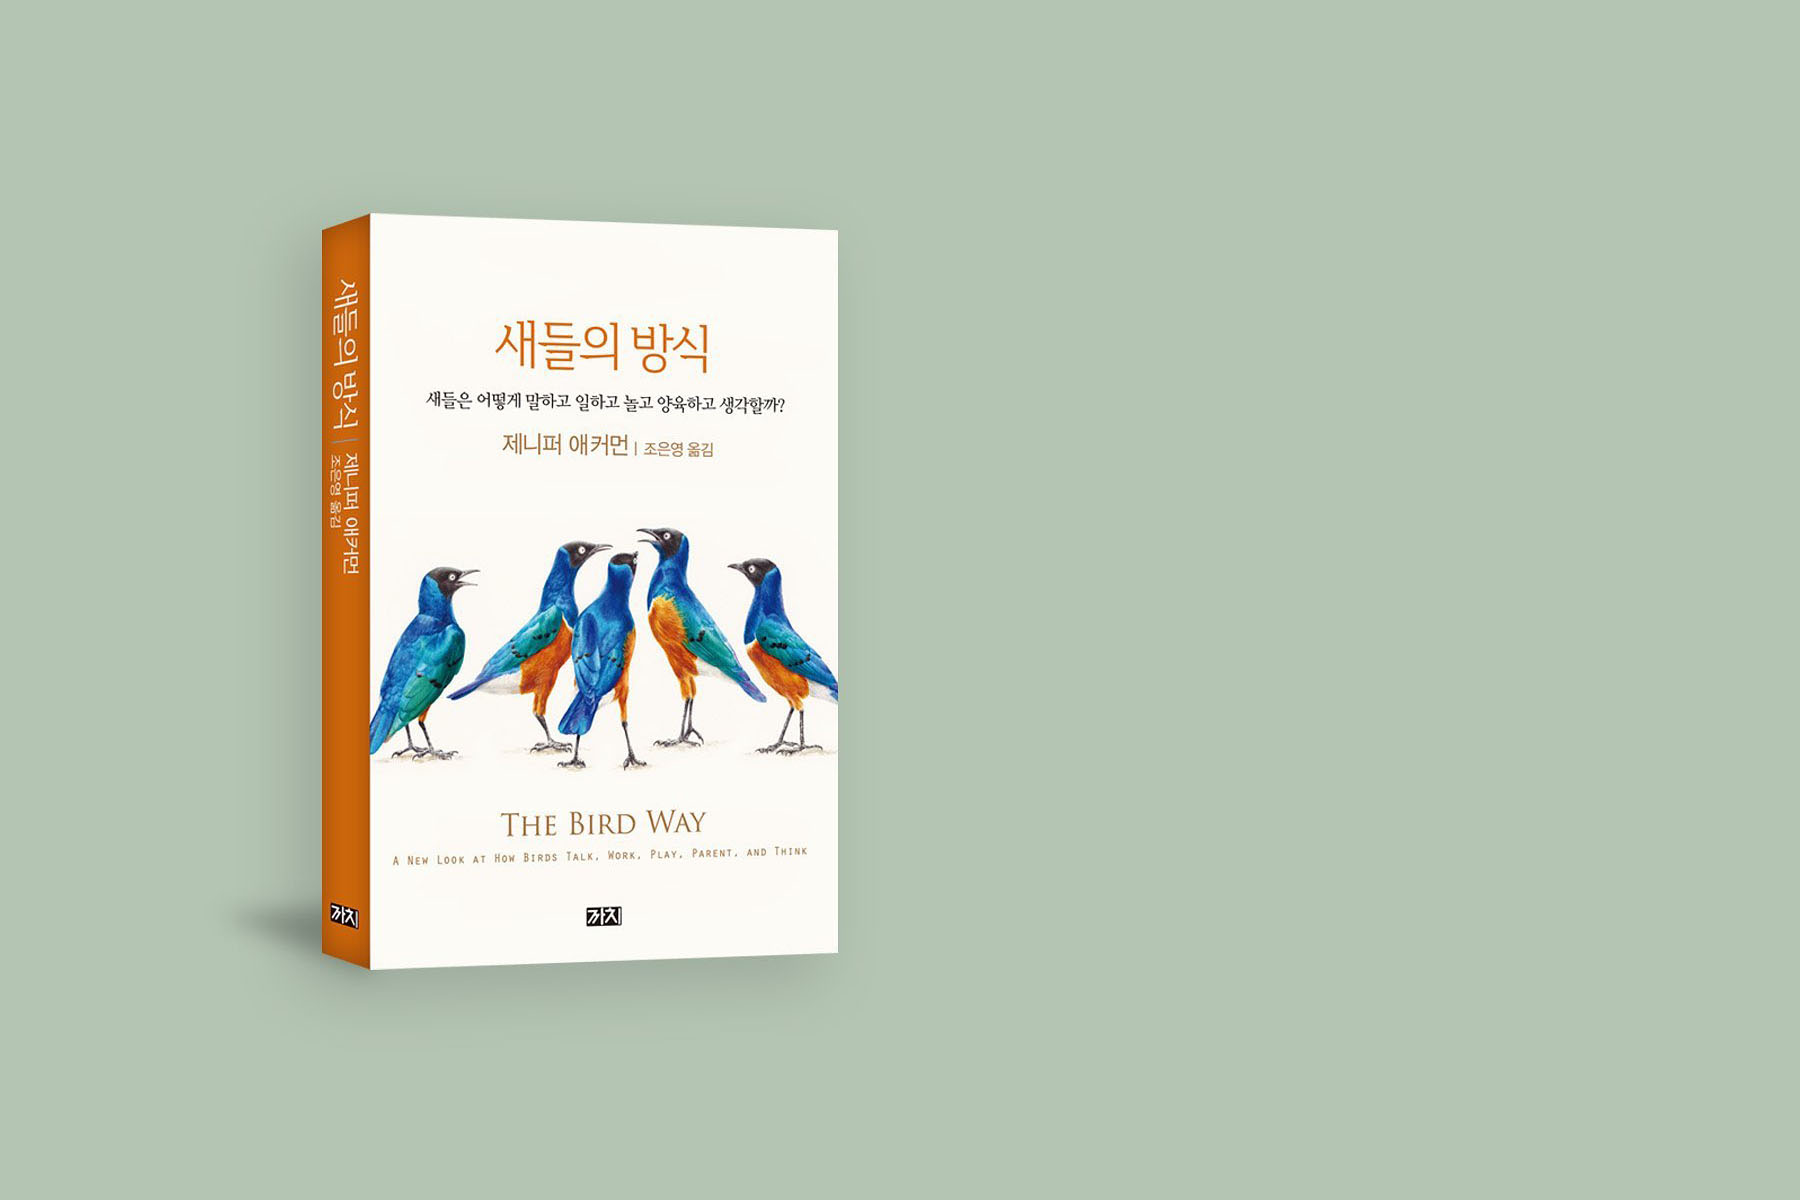 새들의 방식 | 제니퍼 애커먼
조은영 옮김
까치
새들의 방식
새들은 어떻게 말하고 일하고 놀고 양육하고 생각할까?
제니퍼 애커먼 | 조은영 옮김
THE BIRD WAY
A NEW LOOK AT HOW BIRDS TALK, WORK, PLAY, PARENT, AND THINK
까치